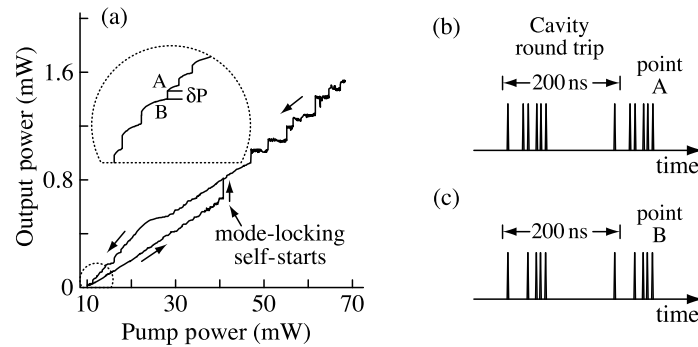 (a)
Output power (mW)
1.6
0.8
0
A
B
δP
mode-locking
self-starts
10
30
50
70
Pump power (mW)
(b)
Cavity
round trip
200 ns
point
A
time
(c)
200 ns
point
B
time